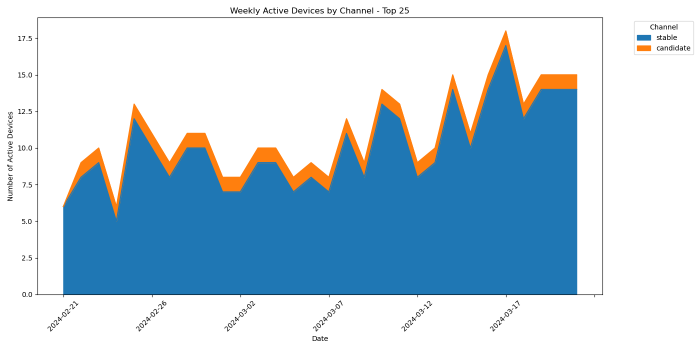 Weekly Active Devices by Channel - Top 25
Channel
stable
candidate
Number of Active Devices
17.5
15.0
12.5
10.0
7.5
5.0
2.5
0.0
2024-02-21
2024-02-26
2024-03-02
2024-03-07
2024-03-12
2024-03-17
Date